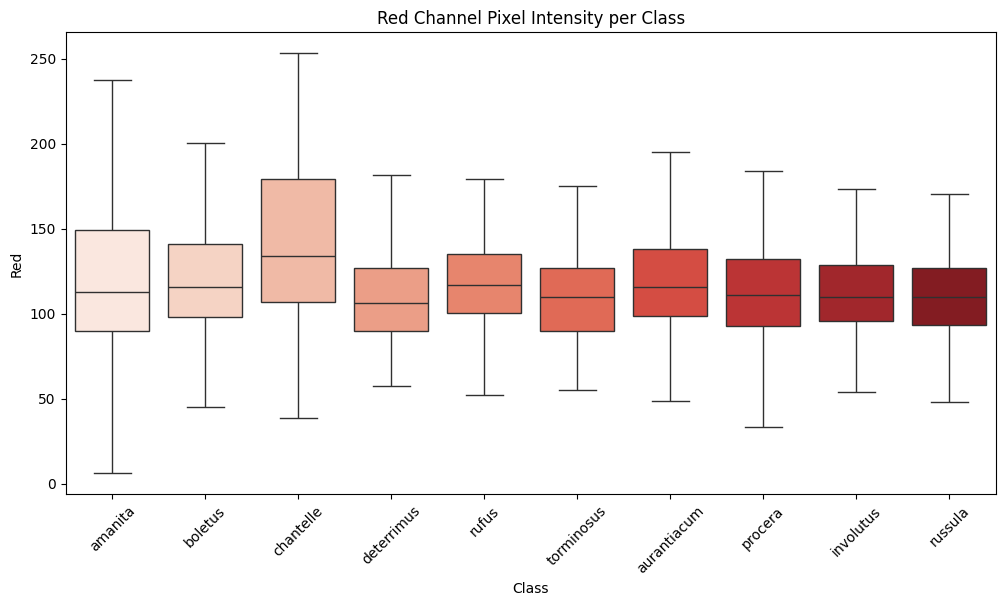 Red Channel Pixel Intensity per Class
Red
250
200
150
100
50
0
amanita
boletus
chantelle
deterrimus
rufus
torminosus
aurantiacum
procera
involutus
russula
Class